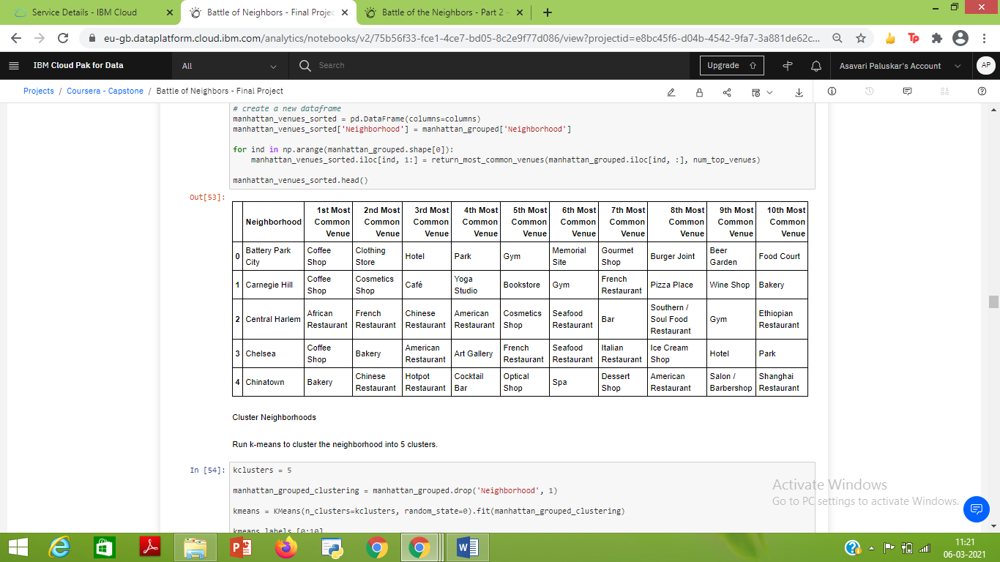 Service Details - IBM Cloud
Battle of Neighbors - Final Projec
Battle of the Neighbors - Part 2 -
eu-gb.dataplatform.cloud.ibm.com/analytics/notebooks/v2/75b56f33-fce1-4ce7-bd05-8c2e9f77d086/view?projectid=e8bc45f6-d04b-4542-9fa7-3a881de62c...
IBM Cloud Pak for Data
All
Search
Upgrade
Asavari Paluskar's Account
AP
Projects / Coursera - Capstone / Battle of Neighbors - Final Project
# create a new dataframe
manhattan_venues_sorted = pd.DataFrame(columns=columns)
manhattan_venues_sorted['Neighborhood'] = manhattan_grouped['Neighborhood']
for ind in np.arange(manhattan_grouped.shape[0]):
    manhattan_venues_sorted.iloc[ind, 1:] = return_most_common_venues(manhattan_grouped.iloc[ind, :], num_top_venues)
manhattan_venues_sorted.head()
Out[53]:
Neighborhood | 1st Most Common Venue | 2nd Most Common Venue | 3rd Most Common Venue | 4th Most Common Venue | 5th Most Common Venue | 6th Most Common Venue | 7th Most Common Venue | 8th Most Common Venue | 9th Most Common Venue | 10th Most Common Venue
0 | Battery Park City | Coffee Shop | Clothing Store | Hotel | Park | Gym | Memorial Site | Gourmet Shop | Burger Joint | Beer Garden | Food Court
1 | Carnegie Hill | Coffee Shop | Cosmetics Shop | Café | Yoga Studio | Bookstore | Gym | French Restaurant | Pizza Place | Wine Shop | Bakery
2 | Central Harlem | African Restaurant | French Restaurant | Chinese Restaurant | American Restaurant | Cosmetics Shop | Seafood Restaurant | Bar | Southern / Soul Food Restaurant | Gym | Ethiopian Restaurant
3 | Chelsea | Coffee Shop | Bakery | American Restaurant | Art Gallery | French Restaurant | Seafood Restaurant | Italian Restaurant | Ice Cream Shop | Hotel | Park
4 | Chinatown | Bakery | Chinese Restaurant | Hotpot Restaurant | Cocktail Bar | Optical Shop | Spa | Dessert Shop | American Restaurant | Salon / Barbershop | Shanghai Restaurant
Cluster Neighborhoods
Run k-means to cluster the neighborhood into 5 clusters.
In [54]:
kclusters = 5
manhattan_grouped_clustering = manhattan_grouped.drop('Neighborhood', 1)
kmeans = KMeans(n_clusters=kclusters, random_state=0).fit(manhattan_grouped_clustering)
kmeans.labels_[0:10]
Activate Windows
Go to PC settings to activate Windows.
11:21
06-03-2021